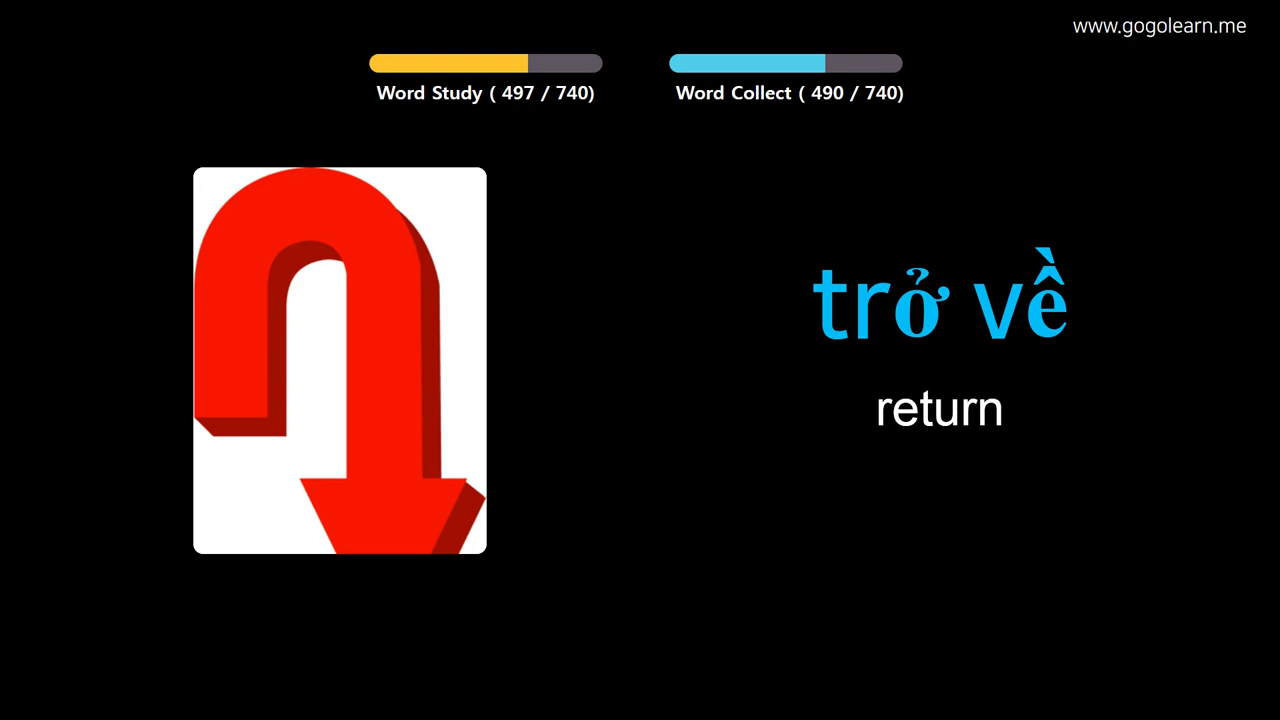 www.gogolearn.me
Word Study ( 497 / 740)
Word Collect ( 490 / 740)
trở về
return